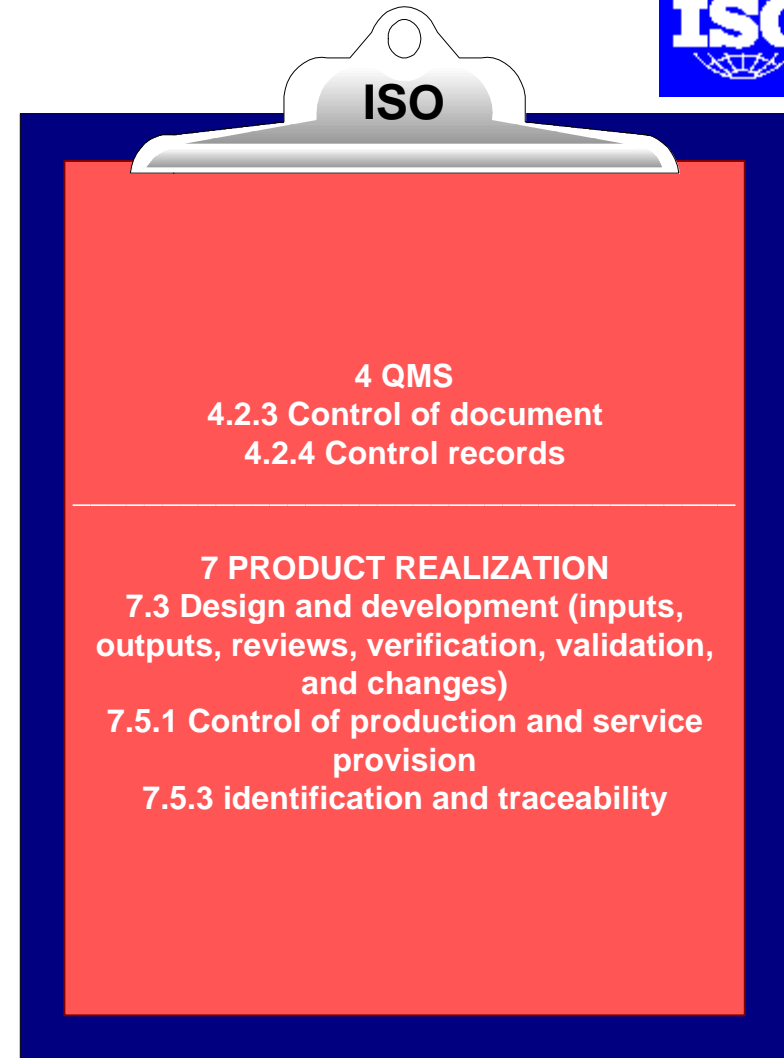 ISO
ISO
4 QMS
4.2.3 Control of document
4.2.4 Control records
7 PRODUCT REALIZATION
7.3 Design and development (inputs,
outputs, reviews, verification, validation,
and changes)
7.5.1 Control of production and service
provision
7.5.3 identification and traceability